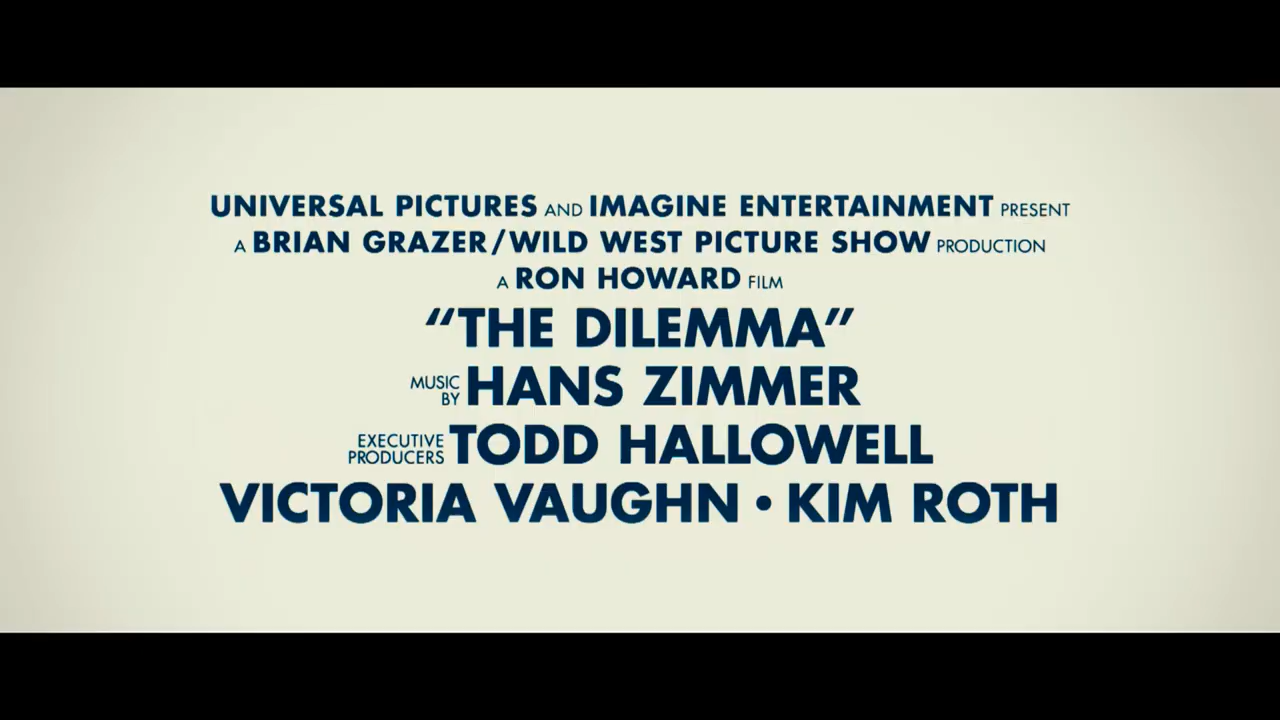 UNIVERSAL PICTURES AND IMAGINE ENTERTAINMENT PRESENT
A BRIAN GRAZER/WILD WEST PICTURE SHOW PRODUCTION
A RON HOWARD FILM
“THE DILEMMA”
MUSIC BY HANS ZIMMER
EXECUTIVE PRODUCERS TODD HALLOWELL
VICTORIA VAUGHN • KIM ROTH